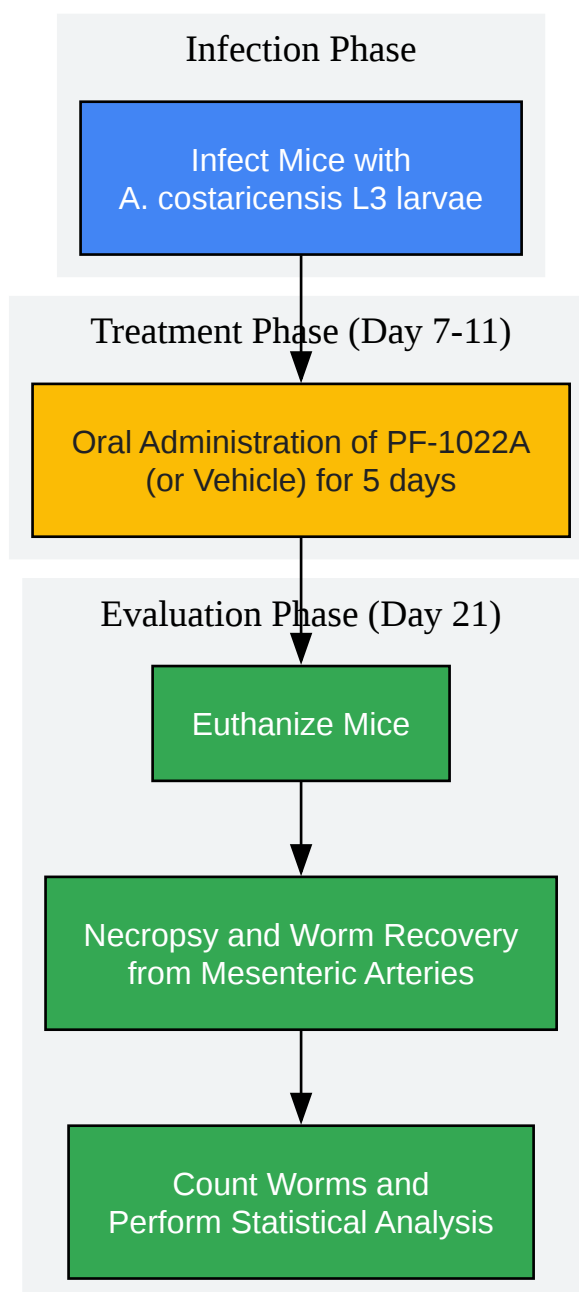 Infection Phase
Infect Mice with
A. costaricensis L3 larvae
Treatment Phase (Day 7-11)
Oral Administration of PF-1022A
(or Vehicle) for 5 days
Evaluation Phase (Day 21)
Euthanize Mice
Necropsy and Worm Recovery
from Mesenteric Arteries
Count Worms and
Perform Statistical Analysis